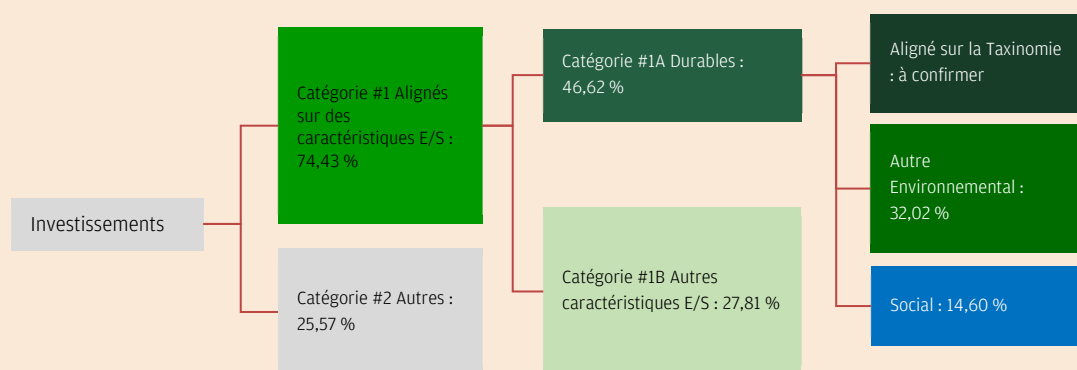 Investissements
Catégorie #1 Alignés
sur des
caractéristiques E/S :
74,43 %
Catégorie #2 Autres :
25,57 %
Catégorie #1A Durables :
46,62 %
Catégorie #1B Autres
caractéristiques E/S : 27,81 %
Aligné sur la Taxinomie
: à confirmer
Autre
Environnemental :
32,02 %
Social : 14,60 %